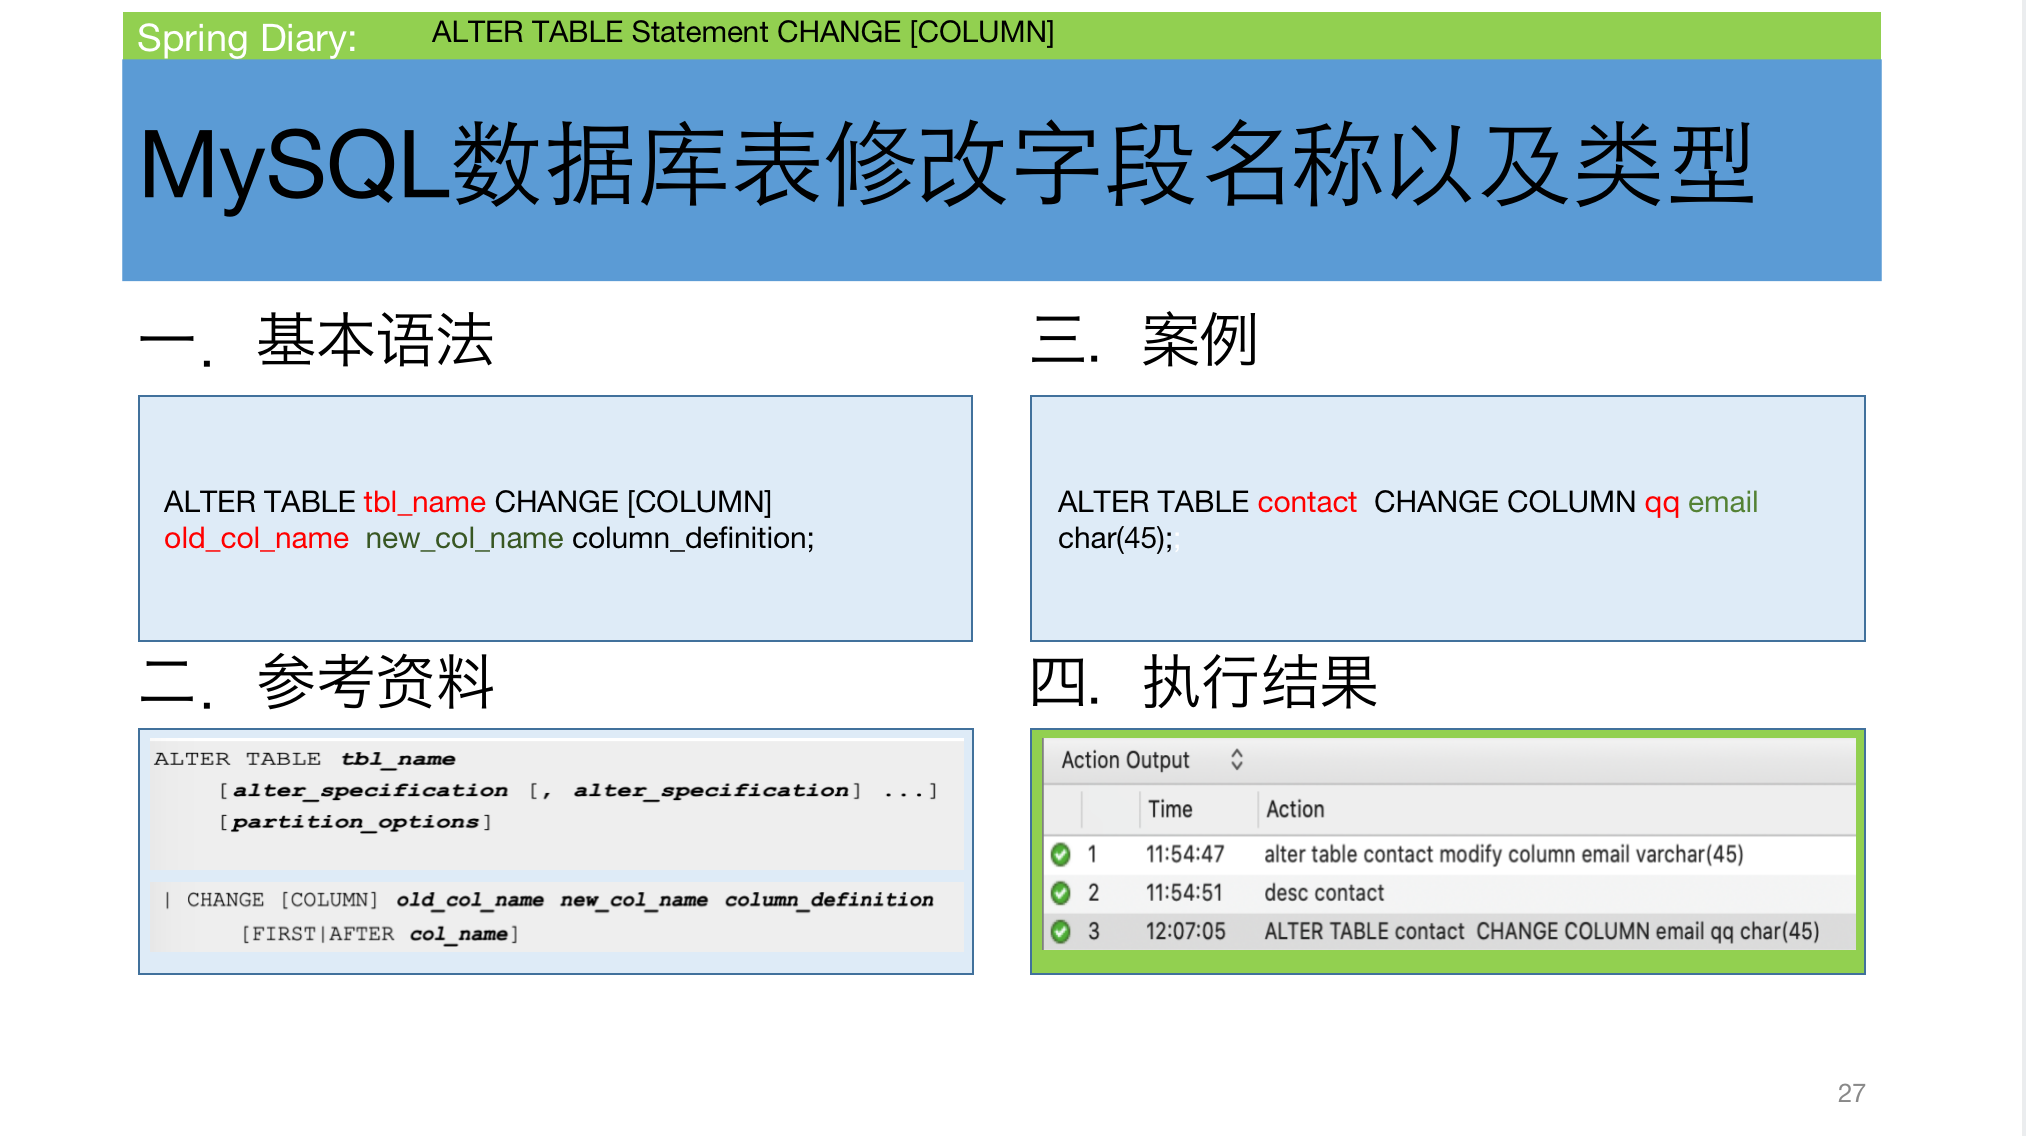 Spring Diary: ALTER TABLE Statement CHANGE [COLUMN]
MySQL数据库表修改字段名称以及类型
一. 基本语法
ALTER TABLE tbl_name CHANGE [COLUMN]
old_col_name new_col_name column_definition;
二. 参考资料
ALTER TABLE tbl_name
[alter_specification [, alter_specification] ...]
[partition_options]
| CHANGE [COLUMN] old_col_name new_col_name column_definition
[FIRST|AFTER col_name]
三. 案例
ALTER TABLE contact CHANGE COLUMN qq email
char(45);;
四. 执行结果
Action Output
Time Action
1 11:54:47 alter table contact modify column email varchar(45)
2 11:54:51 desc contact
3 12:07:05 ALTER TABLE contact CHANGE COLUMN email qq char(45)
27